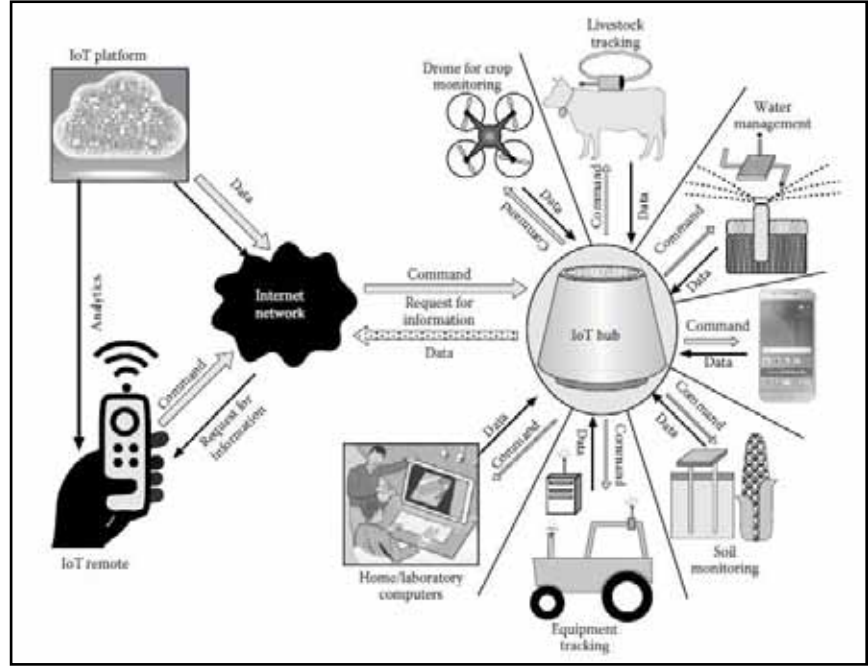 IoT platform
Livestock
tracking
Drone for crop
monitoring
Water
management
Data
Analytics
Internet
network
Command
Request for
information
Data
Command
Request for
information
IoT remote
IoT hub
Data
Command
Command
Data
Command
Data
Command
Data
Command
Data
Soil
monitoring
Data
Command
Equipment
tracking
Data
Command
Home/laboratory
computers